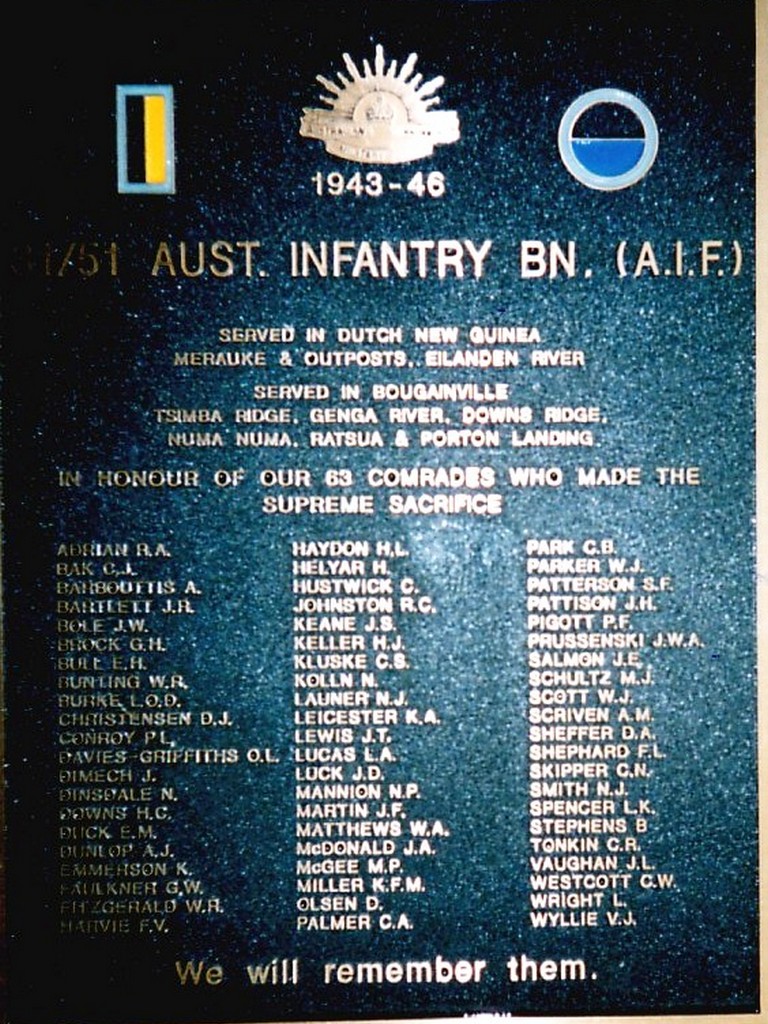 1943-46
31/51 AUST. INFANTRY BN. (A.I.F.)
SERVED IN DUTCH NEW GUINEA
MERAUKE & OUTPOSTS, EILANDEN RIVER
SERVED IN BOUGAINVILLE
TSIMBA RIDGE, GENGA RIVER, DOWNS RIDGE,
NUMA NUMA, RATSUA & PORTON LANDING
IN HONOUR OF OUR 63 COMRADES WHO MADE THE
SUPREME SACRIFICE
ADRIAN R.A.
BAK C.J.
BARBOUTTIS A.
BARTLETT J.R.
BOLE J.W.
BROCK G.H.
BULL E.H.
BUNTING W.R.
BURKE L.O.D.
CHRISTENSEN D.J.
CONROY P.L.
DAVIES-GRIFFITHS O.L.
DIMECH J.
DINSDALE N.
DOWNS H.C.
DUCK E.M.
DUNLOP A.J.
EMMERSON K.
FAULKNER G.W.
FITZGERALD W.R.
HARVIE F.V.
HAYDON H.L.
HELYAR H.
HUSTWICK C.
JOHNSTON R.C.
KEANE J.S.
KELLER H.J.
KLUSKE C.S.
KOLLN N.
LAUNER N.J.
LEICESTER K.A.
LEWIS J.T.
LUCAS L.A.
LUCK J.D.
MANNION N.P.
MARTIN J.F.
MATTHEWS W.A.
McDONALD J.A.
McGEE M.P.
MILLER K.F.M.
OLSEN D.
PALMER C.A.
PARK C.B.
PARKER W.J.
PATTERSON S.F.
PATTISON J.H.
PIGOTT P.F.
PRUSSENSKI J.W.A.
SALMON J.E.
SCHULTZ M.J.
SCOTT W.J.
SCRIVEN A.M.
SHEFFER D.A.
SHEPHARD F.L.
SKIPPER C.N.
SMITH N.J.
SPENCER L.K.
STEPHENS B
TONKIN C.R.
VAUGHAN J.L.
WESTCOTT C.W.
WRIGHT L.
WYLLIE V.J.
We will remember them.